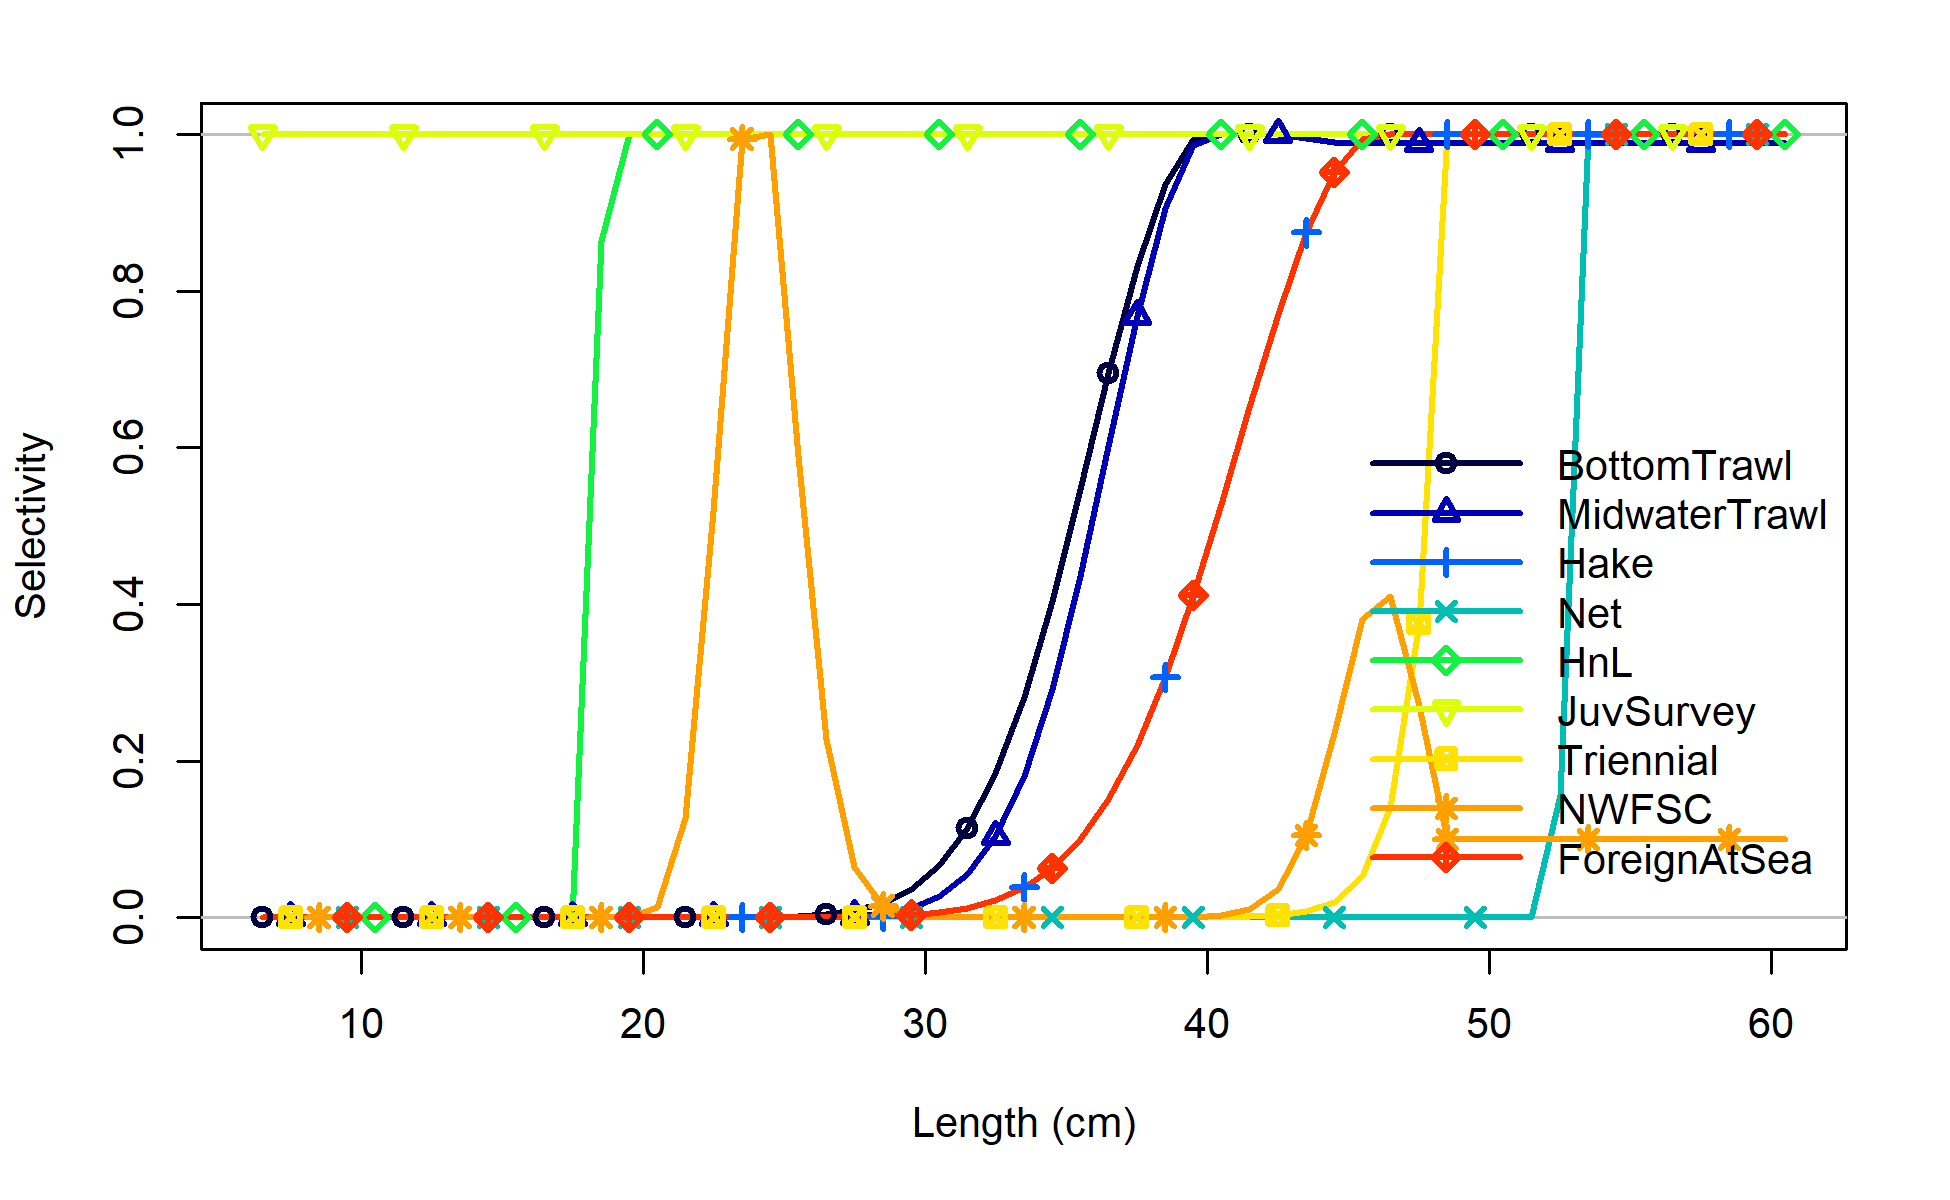 1.0
0.8
0.6
0.4
0.2
0.0
Selectivity
10 20 30 40 50 60
Length (cm)
BottomTrawl
MidwaterTrawl
Hake
Net
HnL
JuvSurvey
Triennial
NWFSC
ForeignAtSea